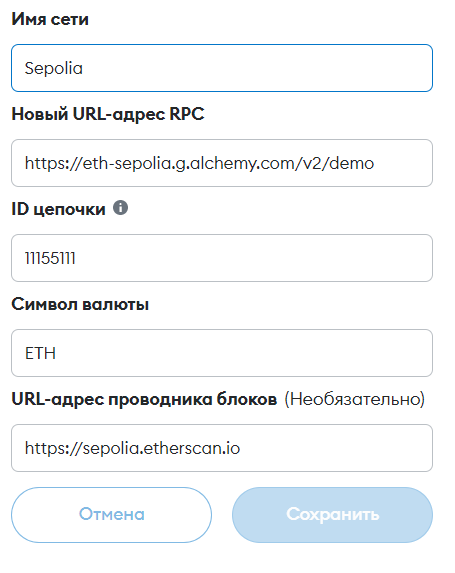 Имя сети
Sepolia
Новый URL-адрес RPC
https://eth-sepolia.g.alchemy.com/v2/demo
ID цепочки
11155111
Символ валюты
ETH
URL-адрес проводника блоков (Необязательно)
https://sepolia.etherscan.io
Отмена Сохранить